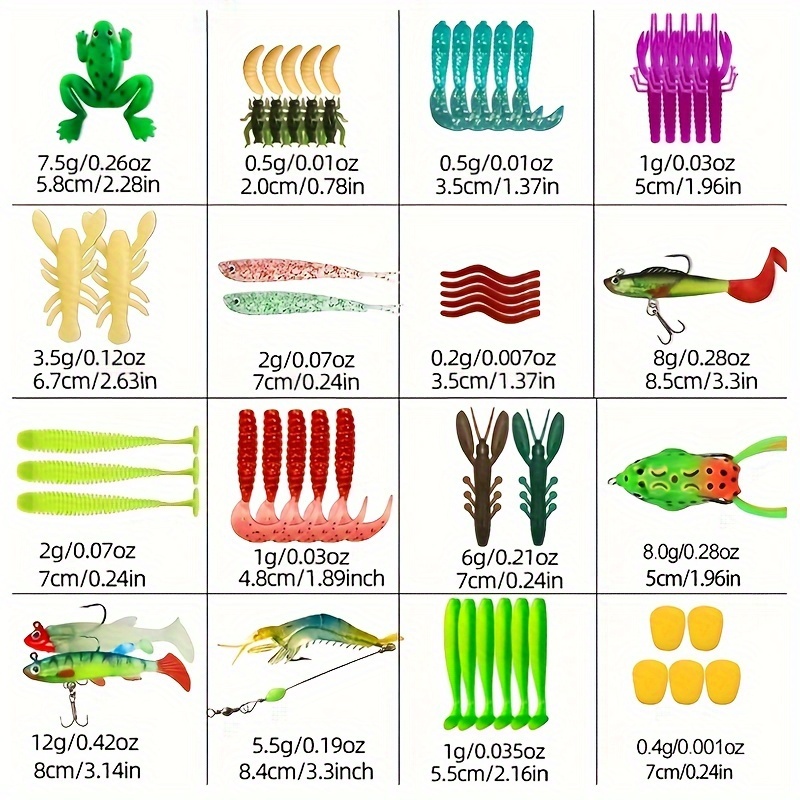 7.5g/0.26oz
5.8cm/2.28in
0.5g/0.01oz
2.0cm/0.78in
0.5g/0.01oz
3.5cm/1.37in
1g/0.03oz
5cm/1.96in
3.5g/0.12oz
6.7cm/2.63in
2g/0.07oz
7cm/0.24in
0.2g/0.007oz
3.5cm/1.37in
8g/0.28oz
8.5cm/3.3in
2g/0.07oz
7cm/0.24in
1g/0.03oz
4.8cm/1.89inch
6g/0.21oz
7cm/0.24in
8.0g/0.28oz
5cm/1.96in
12g/0.42oz
8cm/3.14in
5.5g/0.19oz
8.4cm/3.3inch
1g/0.035oz
5.5cm/2.16in
0.4g/0.001oz
7cm/0.24in